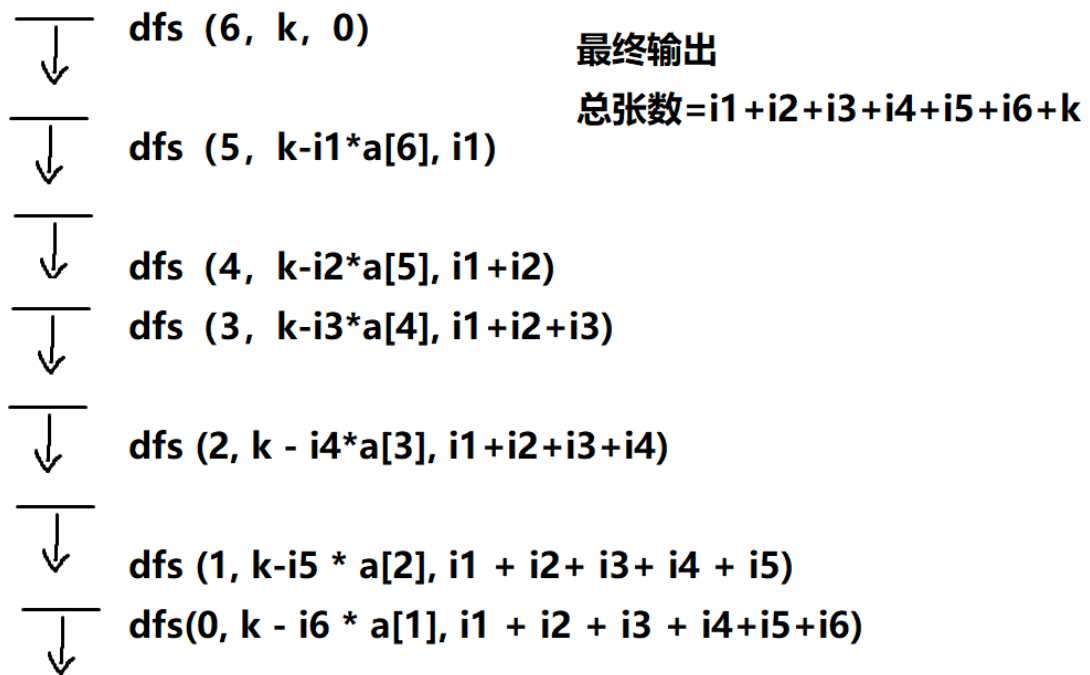 dfs (6, k, 0)
最终输出
总张数=i1+i2+i3+i4+i5+i6+k
dfs (5, k-i1*a[6], i1)
dfs (4, k-i2*a[5], i1+i2)
dfs (3, k-i3*a[4], i1+i2+i3)
dfs (2, k - i4*a[3], i1+i2+i3+i4)
dfs (1, k-i5 * a[2], i1 + i2+ i3+ i4 + i5)
dfs(0, k - i6 * a[1], i1 + i2 + i3 + i4+i5+i6)